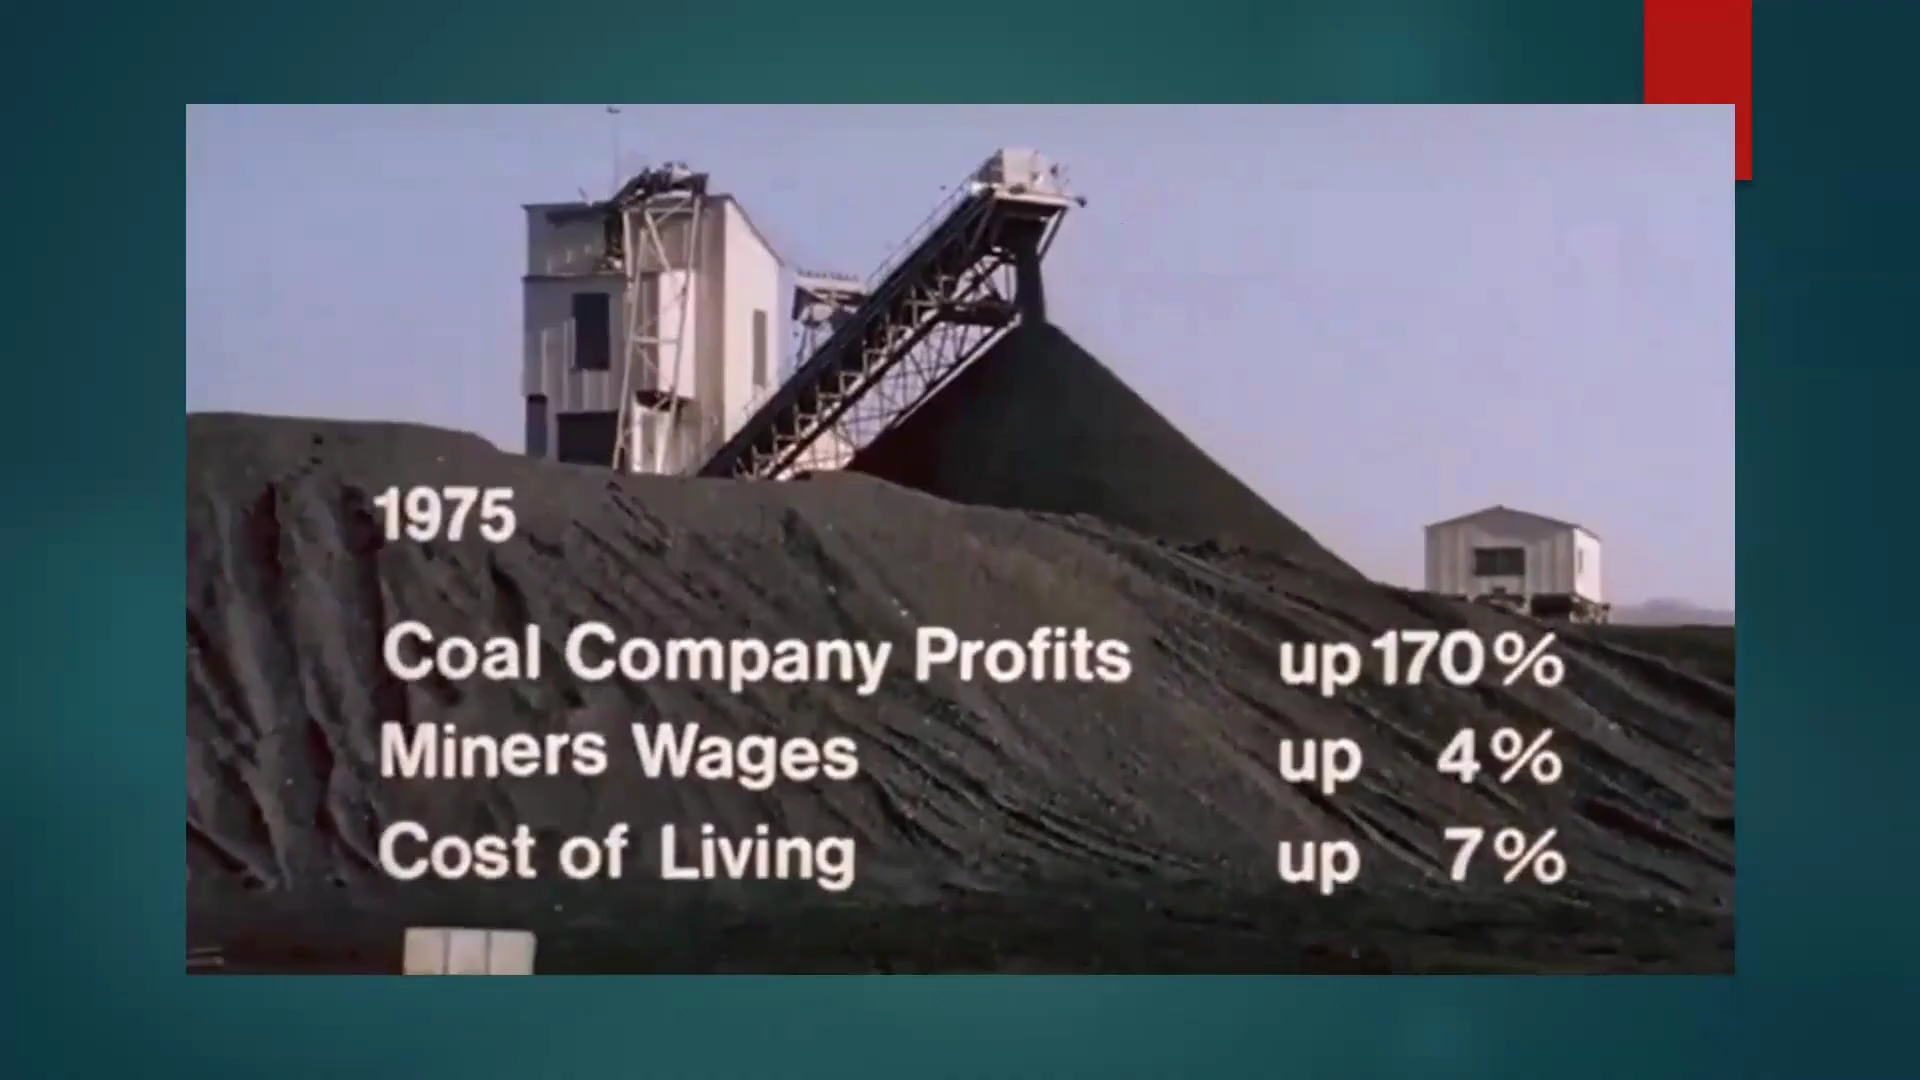 1975
Coal Company Profits up 170%
Miners Wages up 4%
Cost of Living up 7%